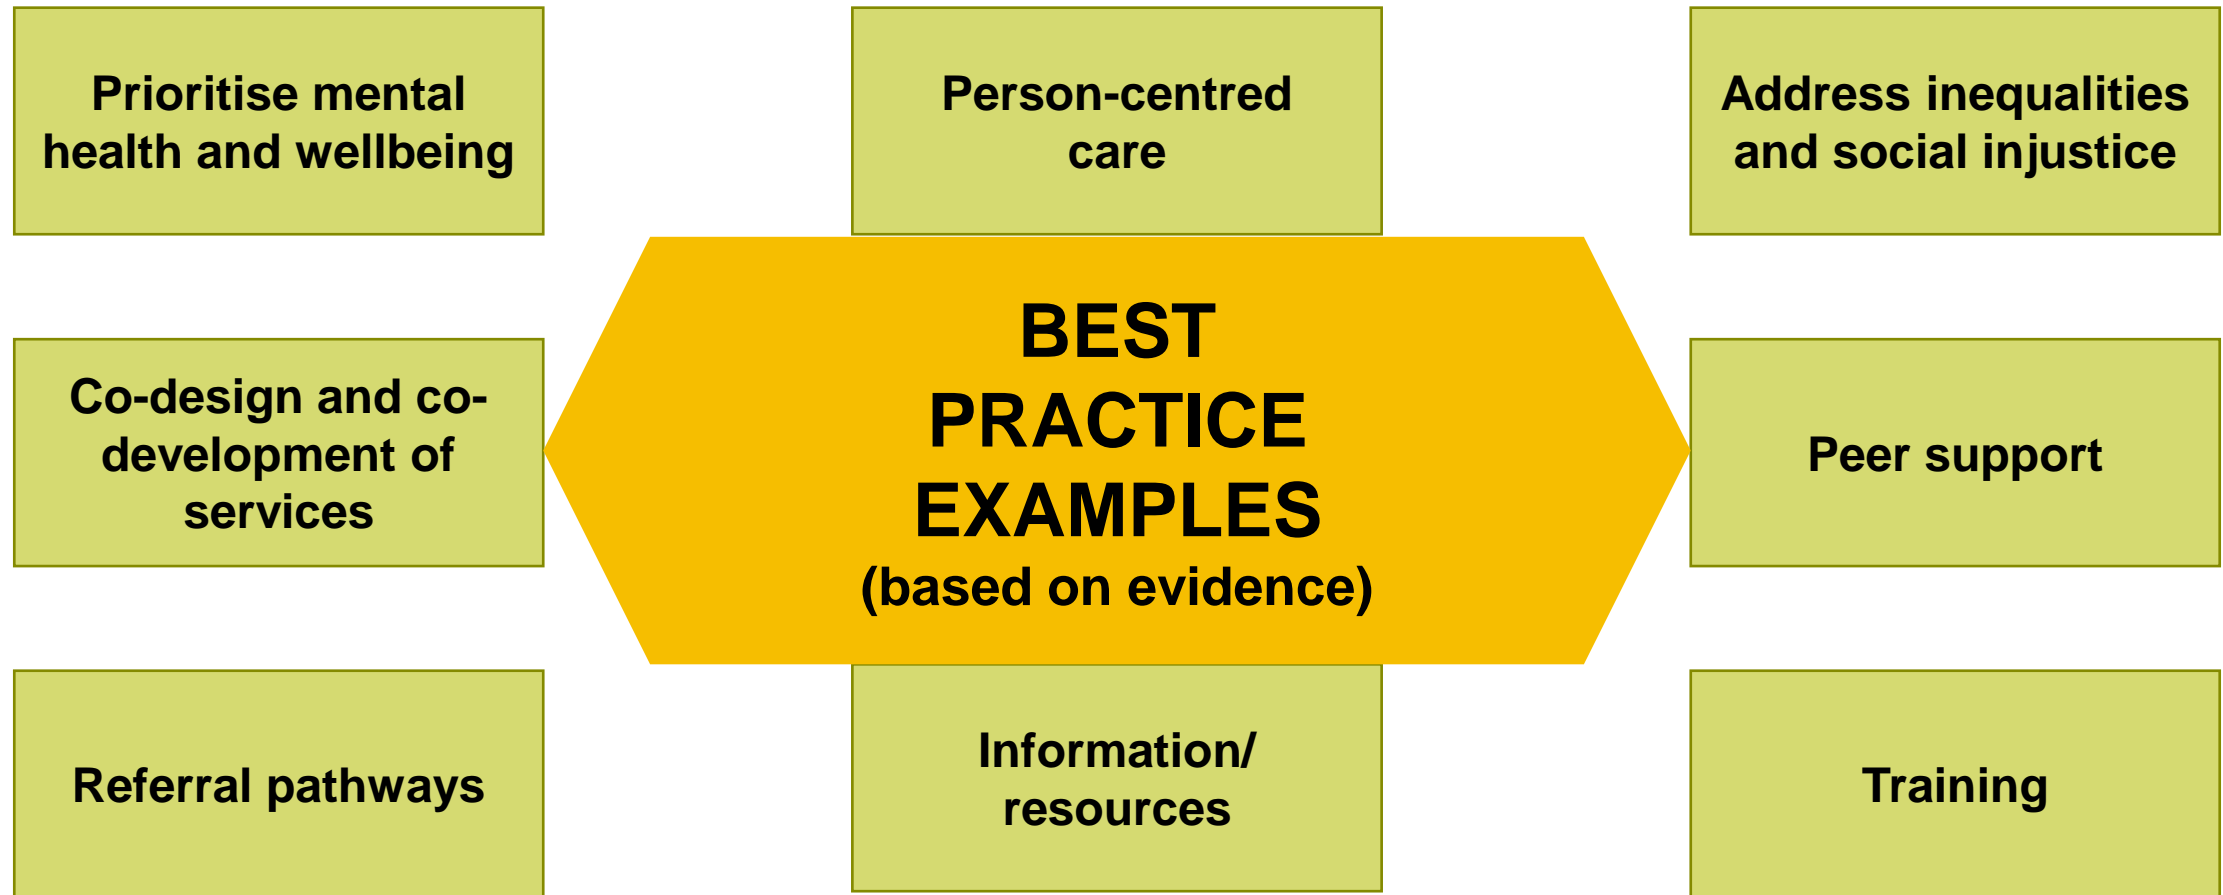 Prioritise mental
health and wellbeing
Person-centred
care
Address inequalities
and social injustice
Co-design and co-
development of
services
BEST
PRACTICE
EXAMPLES
(based on evidence)
Peer support
Referral pathways
Information/
resources
Training